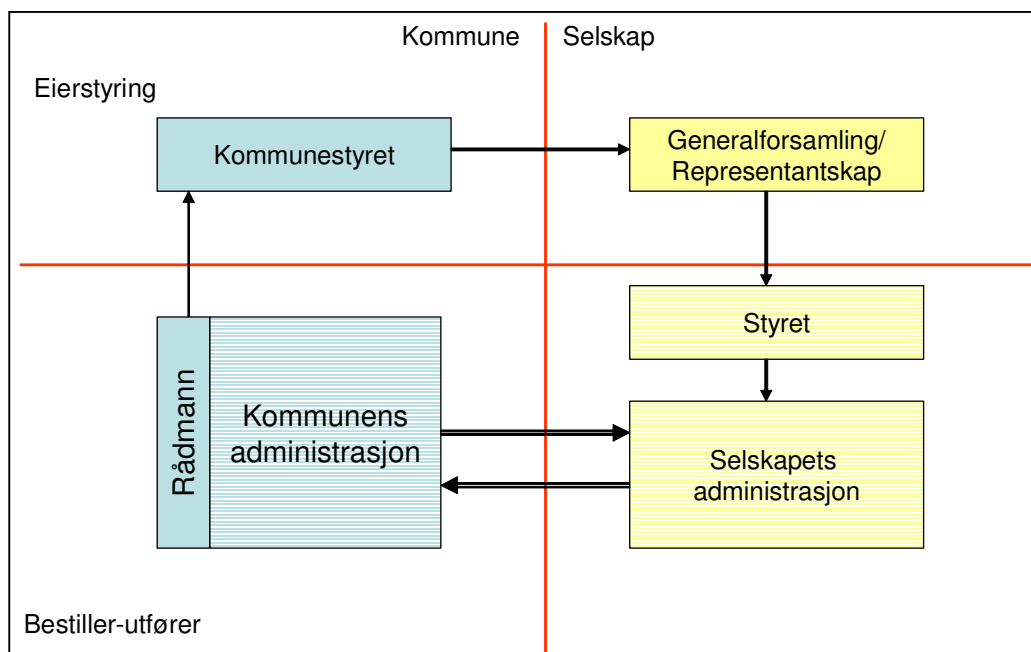 Kommune
Selskap
Eierstyring
Kommunestyret
Generalforsamling/
Representantskap
Styret
Rådmann
Kommunens
administrasjon
Selskapets
administrasjon
Bestiller-utfører